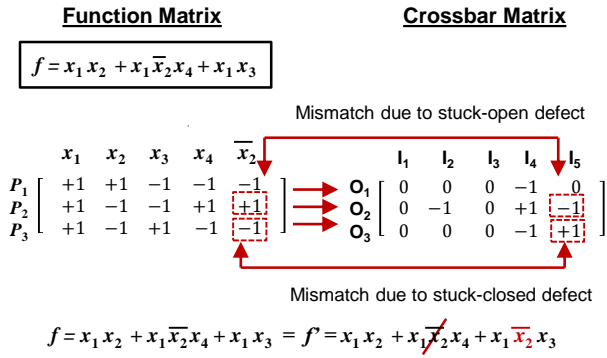 Function Matrix Crossbar Matrix
f = x₁ x₂ + x₁ x̅₂ x₄ + x₁ x₃
Mismatch due to stuck-open defect
x₁ x₂ x₃ x₄ x̅₂ I₁ I₂ I₃ I₄ I₅
P₁ [ +1 +1 −1 −1 −1 ] O₁ [ 0 0 0 −1 0 ]
P₂ [ +1 −1 −1 +1 +1 ] O₂ [ 0 −1 0 +1 −1 ]
P₃ [ +1 −1 +1 −1 −1 ] O₃ [ 0 0 0 −1 +1 ]
Mismatch due to stuck-closed defect
f = x₁ x₂ + x₁ x̅₂ x₄ + x₁ x₃ = f' = x₁ x₂ + x₁ x̅₂ x₄ + x₁ x̅₂ x₃